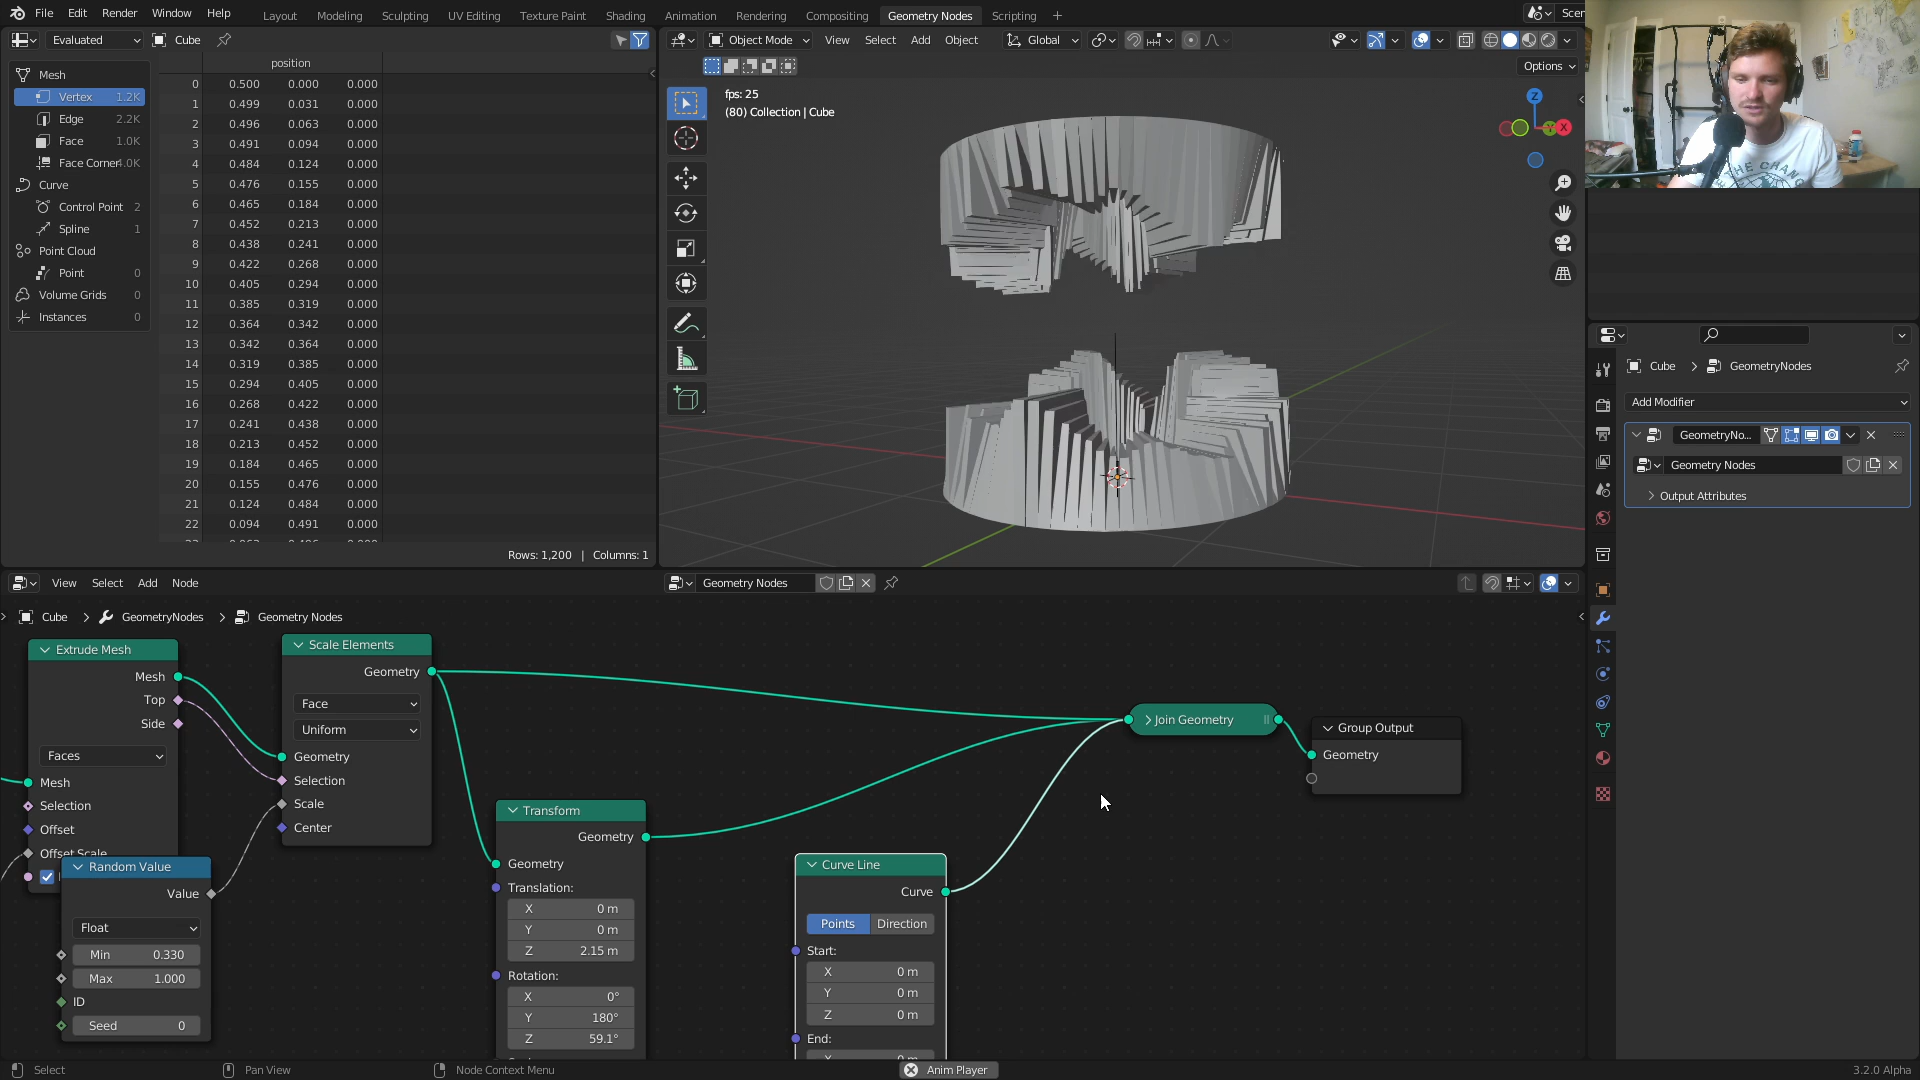 File Edit Render Window Help
Layout Modeling Sculpting UV Editing Texture Paint Shading Animation Rendering Compositing Geometry Nodes Scripting +
Scen
Evaluated Cube
Object Mode View Select Add Object Global
Options
Mesh
Vertex 1.2K
Edge 2.2K
Face 1.0K
Face Corner 4.0K
Curve
Control Point 2
Spline 1
Point Cloud
Point 0
Volume Grids 0
Instances 0
position
0 0.500 0.000 0.000
1 0.499 0.031 0.000
2 0.496 0.063 0.000
3 0.491 0.094 0.000
4 0.484 0.124 0.000
5 0.476 0.155 0.000
6 0.465 0.184 0.000
7 0.452 0.213 0.000
8 0.438 0.241 0.000
9 0.422 0.268 0.000
10 0.405 0.294 0.000
11 0.385 0.319 0.000
12 0.364 0.342 0.000
13 0.342 0.364 0.000
14 0.319 0.385 0.000
15 0.294 0.405 0.000
16 0.268 0.422 0.000
17 0.241 0.438 0.000
18 0.213 0.452 0.000
19 0.184 0.465 0.000
20 0.155 0.476 0.000
21 0.124 0.484 0.000
22 0.094 0.491 0.000
Rows: 1,200 | Columns: 1
fps: 25
(80) Collection | Cube
Z
X
Cube > GeometryNodes
Add Modifier
GeometryNo...
Geometry Nodes
Output Attributes
View Select Add Node
Geometry Nodes
Cube > GeometryNodes > Geometry Nodes
Extrude Mesh
Mesh
Top
Side
Faces
Mesh
Selection
Offset
Offset Scale
Random Value
Value
Float
Min 0.330
Max 1.000
ID
Seed 0
Scale Elements
Geometry
Face
Uniform
Geometry
Selection
Scale
Center
Transform
Geometry
Geometry
Translation:
X 0 m
Y 0 m
Z 2.15 m
Rotation:
X 0°
Y 180°
Z 59.1°
Curve Line
Curve
Points Direction
Start:
X 0 m
Y 0 m
Z 0 m
End:
Join Geometry
Group Output
Geometry
Select Pan View Node Context Menu Anim Player 3.2.0 Alpha